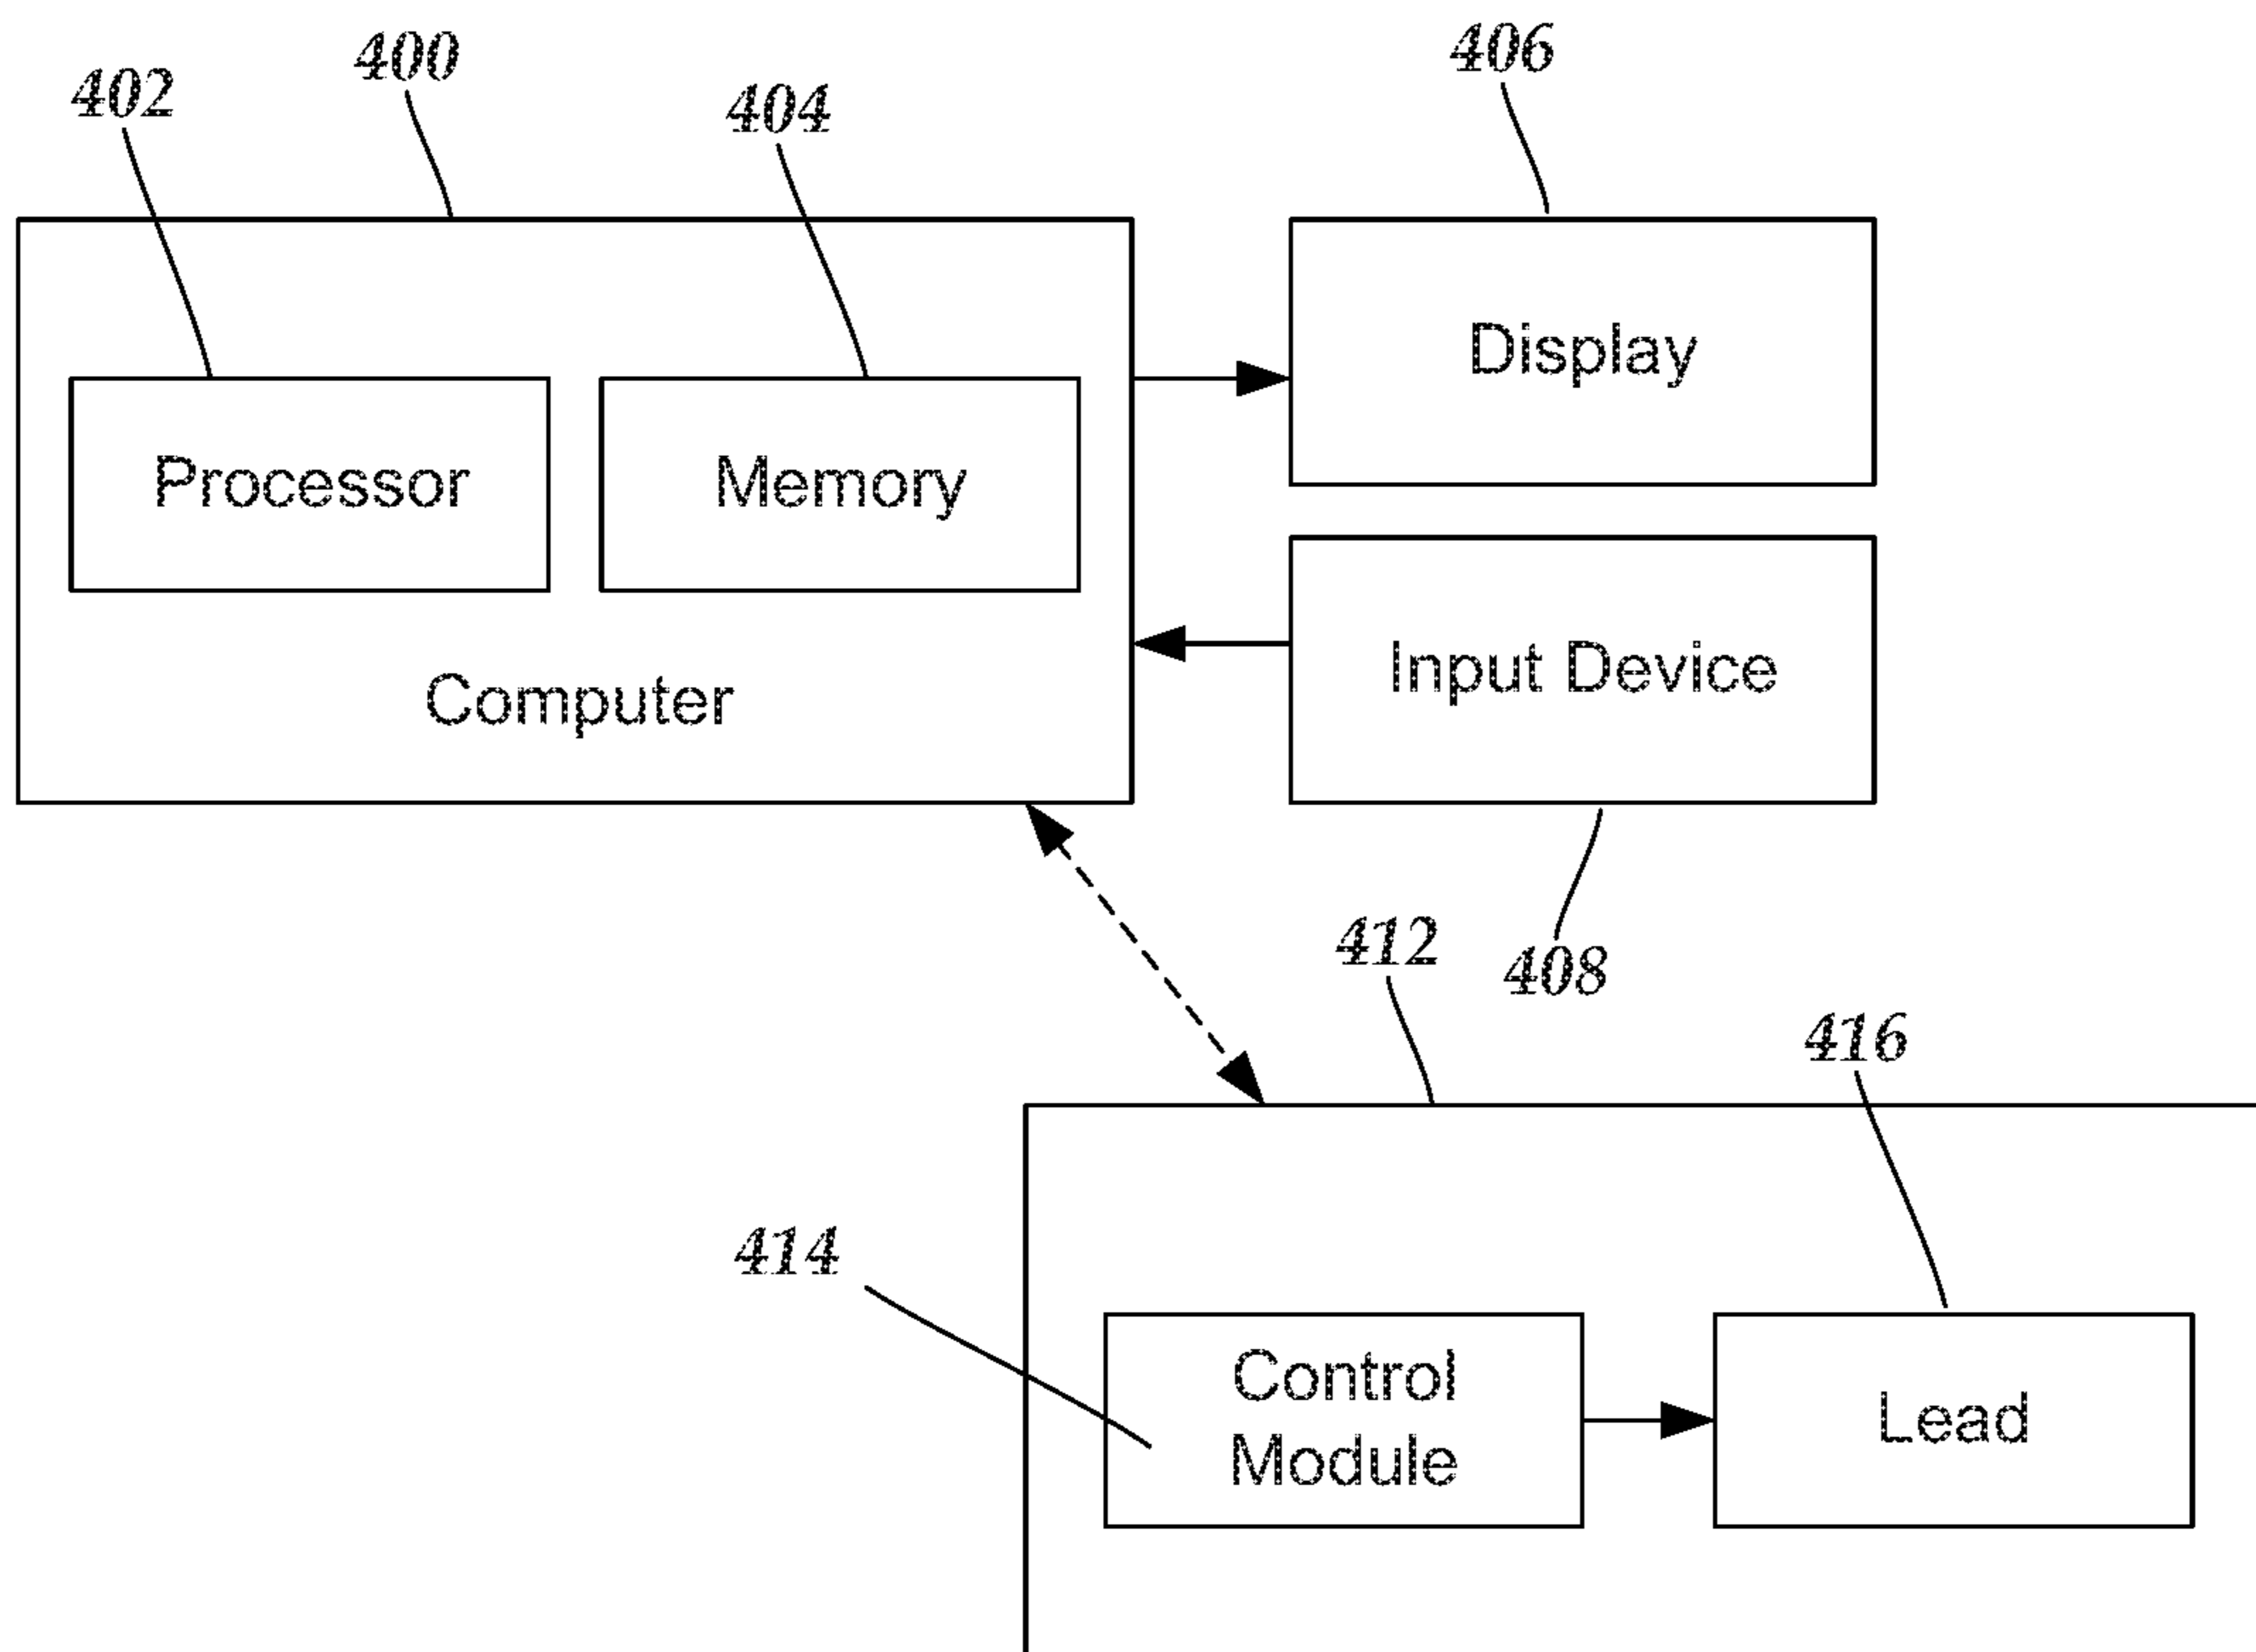 402
400
404
406
Processor
Memory
Computer
Display
Input Device
408
412
416
414
Control
Module
Lead